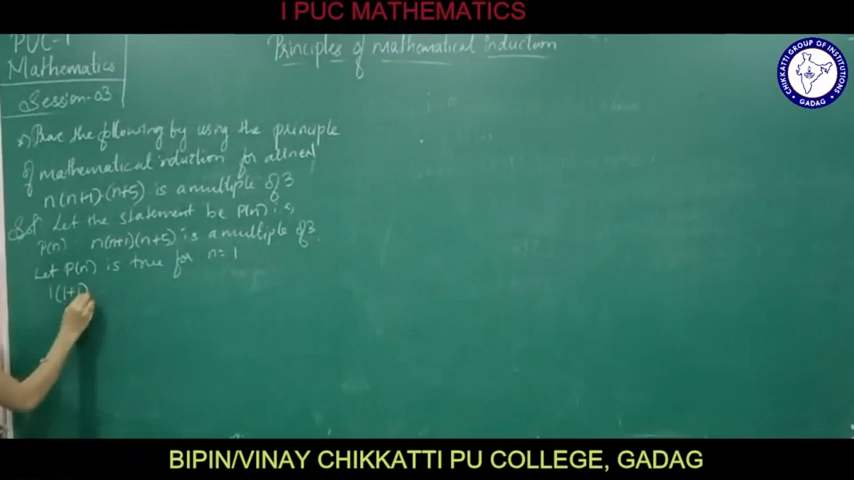 I PUC MATHEMATICS
PUC-I
Mathematics
Session-03
Principles of mathematical induction
CHIKKATTI GROUP OF INSTITUTIONS
GADAG
Prove the following by using the principle
of mathematical induction for all n∈N
n(n+1)·(n+5) is a multiple of 3
Let the statement be P(n) is,
P(n) n(n+1)(n+5) is a multiple of 3.
Let P(n) is true for n=1
1(1+1)
BIPIN/VINAY CHIKKATTI PU COLLEGE, GADAG